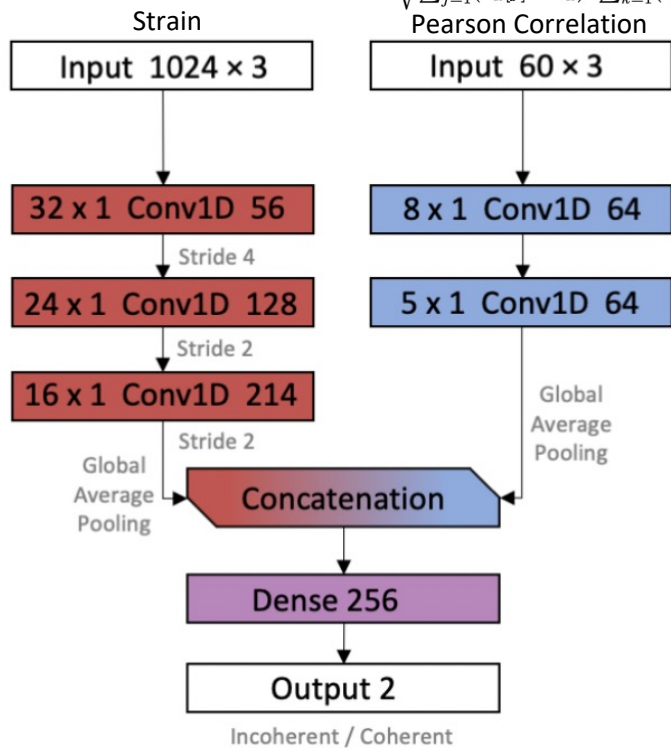 Strain
Pearson Correlation
Input 1024 × 3
Input 60 × 3
32 x 1 Conv1D 56
8 x 1 Conv1D 64
Stride 4
24 x 1 Conv1D 128
5 x 1 Conv1D 64
Stride 2
16 x 1 Conv1D 214
Stride 2
Global
Average
Pooling
Global
Average
Pooling
Concatenation
Dense 256
Output 2
Incoherent / Coherent